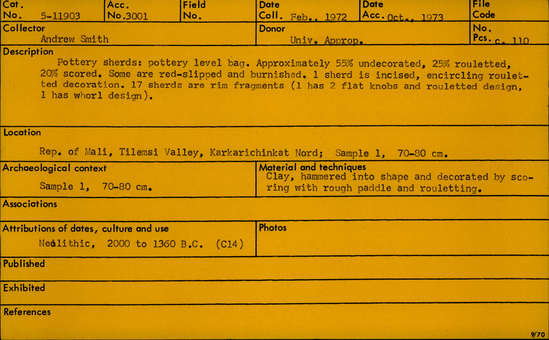 Cat. No. 5-11903 Acc. No. 3001 Field No. Date Coll. Feb., 1972 Date Acc. Oct., 1973 File Code
Collector Andrew Smith Donor Univ. Approp. No. Pcs. c. 110
Description
Pottery sherds: pottery level bag. Approximately 55% undecorated, 25% rouletted,
20% scored. Some are red-slipped and burnished. 1 sherd is incised, encircling roulet-
ted decoration. 17 sherds are rim fragments (1 has 2 flat knobs and rouletted design,
1 has whorl design).
Location
Rep. of Mali, Tilemsi Valley, Karkarichinkat Nord; Sample 1, 70-80 cm.
Archaeological context
Sample 1, 70-80 cm.
Material and techniques
Clay, hammered into shape and decorated by sco-
ring with rough paddle and rouletting.
Associations
Attributions of dates, culture and use
Neolithic, 2000 to 1360 B.C. (C14)
Photos
Published
Exhibited
References
9/70